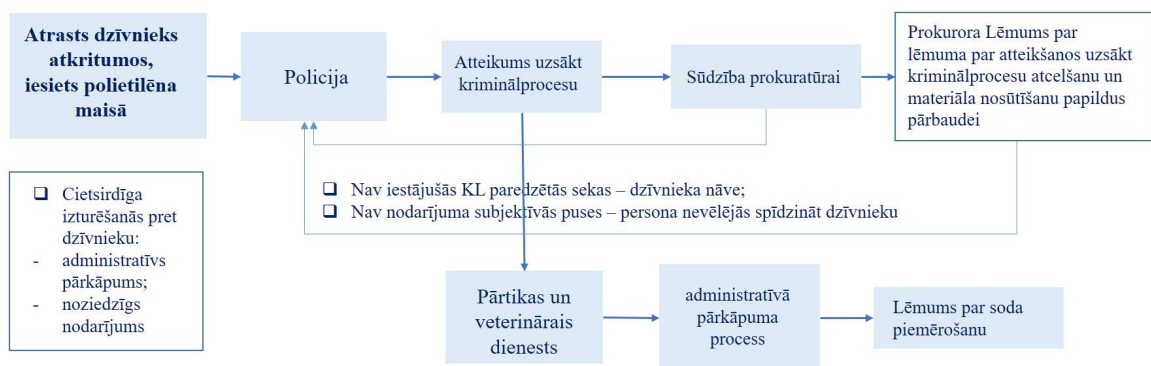 Atrasts dzīvnieks
atkritumos,
iesiets polietilēna
maisā
Policija
Atteikums uzsākt
kriminālprocesu
Sūdzība prokuratūrai
Prokurora Lēmums par
lēmuma par atteikšanos uzsākt
kriminālprocesu atcelšanu un
materiāla nosūtīšanu papildus
pārbaudei
❑ Cietsirdīga
izturēšanās pret
dzīvnieku:
- administratīvs
pārkāpums;
- noziedzīgs
nodarījums
❑ Nav iestājušās KL paredzētās sekas – dzīvnieka nāve;
❑ Nav nodarījuma subjektīvās puses – persona nevēlējās spīdzināt dzīvnieku
Pārtikas un
veterinārais
dienests
administratīvā
pārkāpuma
process
Lēmums par soda
piemērošanu